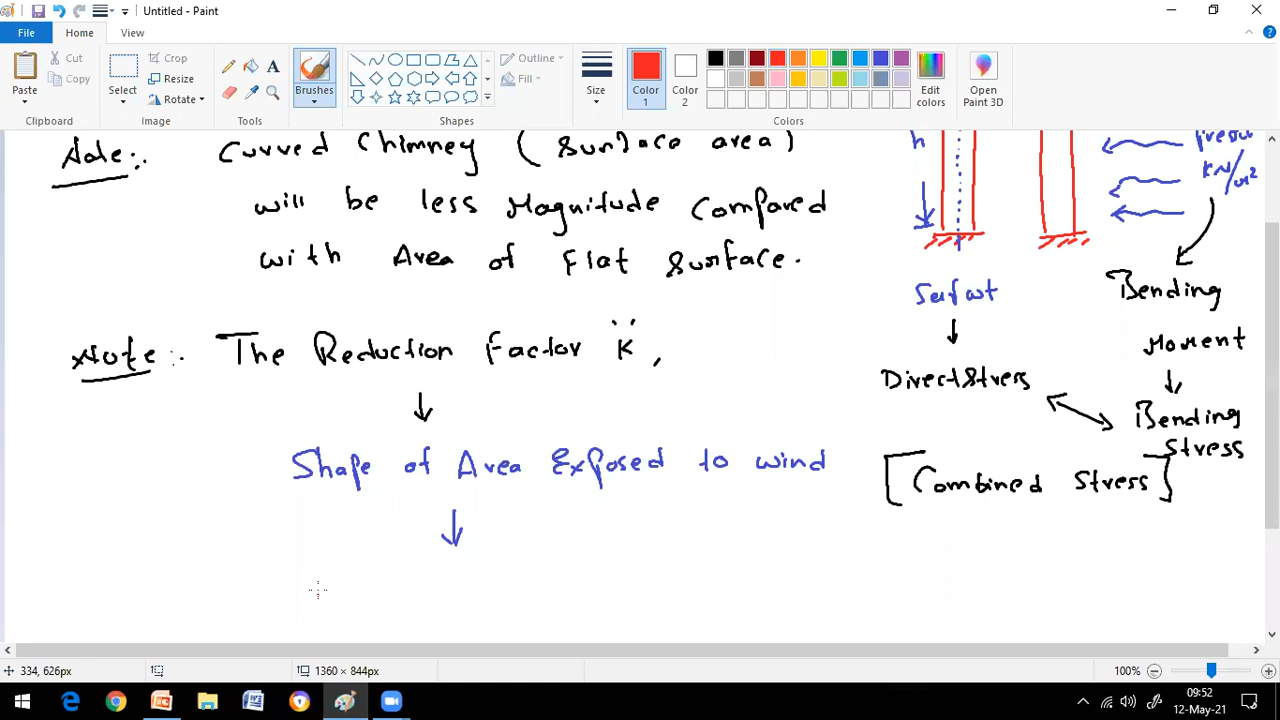 Untitled - Paint
File
Home
View
Paste
Cut
Copy
Clipboard
Select
Crop
Resize
Rotate
Image
Tools
Brushes
Outline
Fill
Shapes
Size
Color 1
Color 2
Edit colors
Open Paint 3D
Colors
Note:
Curved Chimney (Surface area)
will be less Magnitude Compared
with Area of Flat Surface.
Note:. The Reduction Factor K,
Shape of Area Exposed to wind
h
KN/m2
Self wt
Direct Stress
Bending
Moment
Bending
Stress
[Combined Stress]
334, 626px
1360 × 844px
100%
09:52
12-May-21